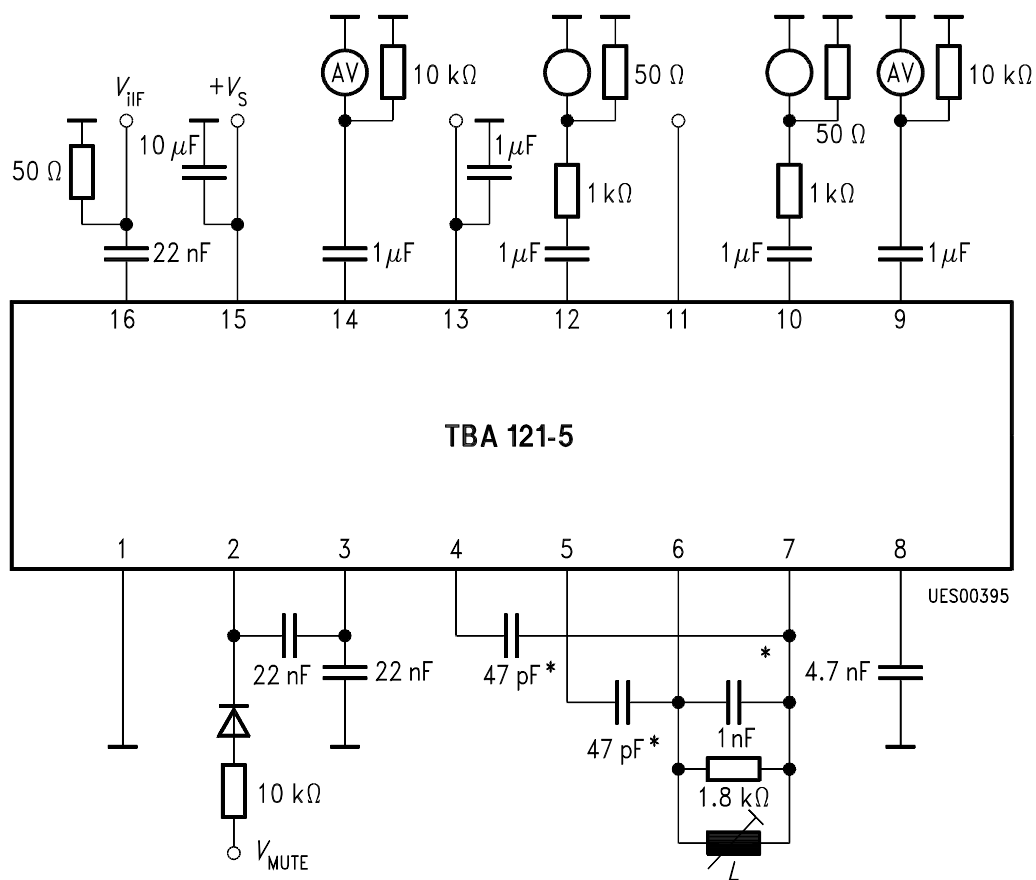 AV 10 kΩ 50 Ω AV 10 kΩ
V_iIF +V_S
50 Ω
50 Ω 10 μF 1 μF 1 kΩ 1 kΩ
22 nF 1 μF 1 μF 1 μF 1 μF
16 15 14 13 12 11 10 9
TBA 121-5
1 2 3 4 5 6 7 8
UES00395
*
22 nF 22 nF 47 pF * 4.7 nF
47 pF * 1 nF
10 kΩ 1.8 kΩ
V_MUTE
L